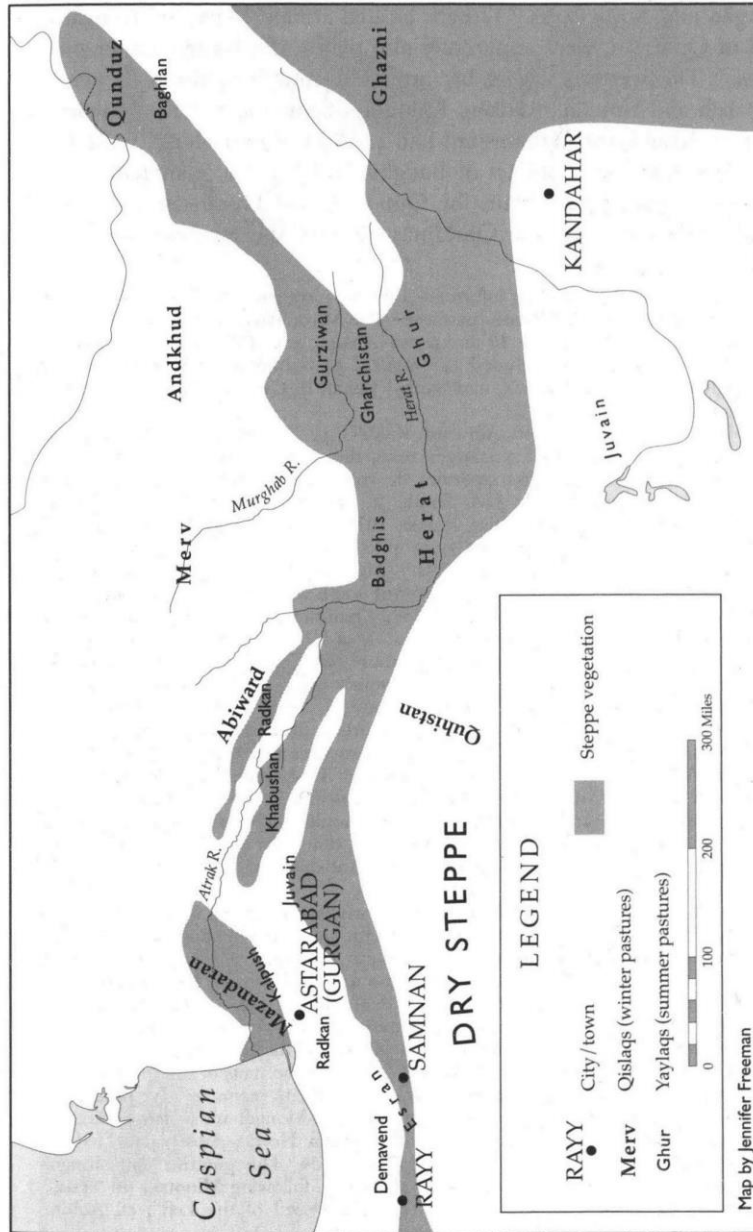 Qunduz
Baghlan
Ghazni
Andkhud
Gurziwan
Gharchistan
Ghur
KANDAHAR
Murghab R.
Herat R.
Merv
Badghis
Herat
Juvain
Abiward
Radkan
Khabushan
Quhistan
Atrak R.
Juvain
Mazandaran
Kalpush
ASTARABAD
(GURGAN)
Radkan
DRY STEPPE
Caspian
Sea
Demavend
Esfan
SAMNAN
RAYY
LEGEND
RAYY City/town
Merv Qislaqs (winter pastures)
Ghur Yaylaqs (summer pastures)
Steppe vegetation
0 100 200 300 Miles
Map by Jennifer Freeman